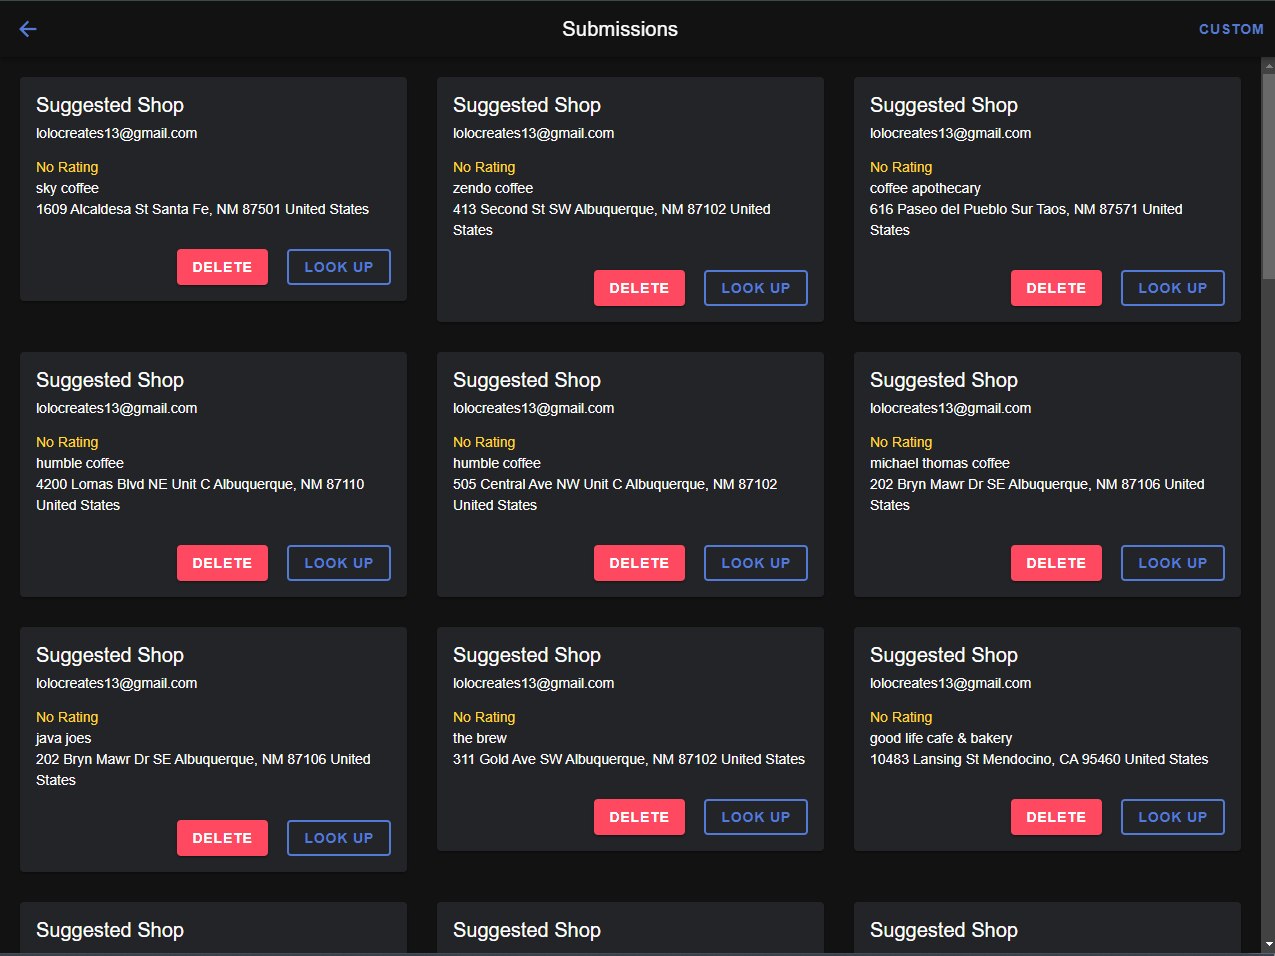 Submissions
CUSTOM
Suggested Shop
lolocreates13@gmail.com
No Rating
sky coffee
1609 Alcaldesa St Santa Fe, NM 87501 United States
DELETE
LOOK UP
Suggested Shop
lolocreates13@gmail.com
No Rating
zendo coffee
413 Second St SW Albuquerque, NM 87102 United
States
DELETE
LOOK UP
Suggested Shop
lolocreates13@gmail.com
No Rating
coffee apothecary
616 Paseo del Pueblo Sur Taos, NM 87571 United
States
DELETE
LOOK UP
Suggested Shop
lolocreates13@gmail.com
No Rating
humble coffee
4200 Lomas Blvd NE Unit C Albuquerque, NM 87110
United States
DELETE
LOOK UP
Suggested Shop
lolocreates13@gmail.com
No Rating
humble coffee
505 Central Ave NW Unit C Albuquerque, NM 87102
United States
DELETE
LOOK UP
Suggested Shop
lolocreates13@gmail.com
No Rating
michael thomas coffee
202 Bryn Mawr Dr SE Albuquerque, NM 87106 United
States
DELETE
LOOK UP
Suggested Shop
lolocreates13@gmail.com
No Rating
java joes
202 Bryn Mawr Dr SE Albuquerque, NM 87106 United
States
DELETE
LOOK UP
Suggested Shop
lolocreates13@gmail.com
No Rating
the brew
311 Gold Ave SW Albuquerque, NM 87102 United States
DELETE
LOOK UP
Suggested Shop
lolocreates13@gmail.com
No Rating
good life cafe & bakery
10483 Lansing St Mendocino, CA 95460 United States
DELETE
LOOK UP
Suggested Shop
Suggested Shop
Suggested Shop